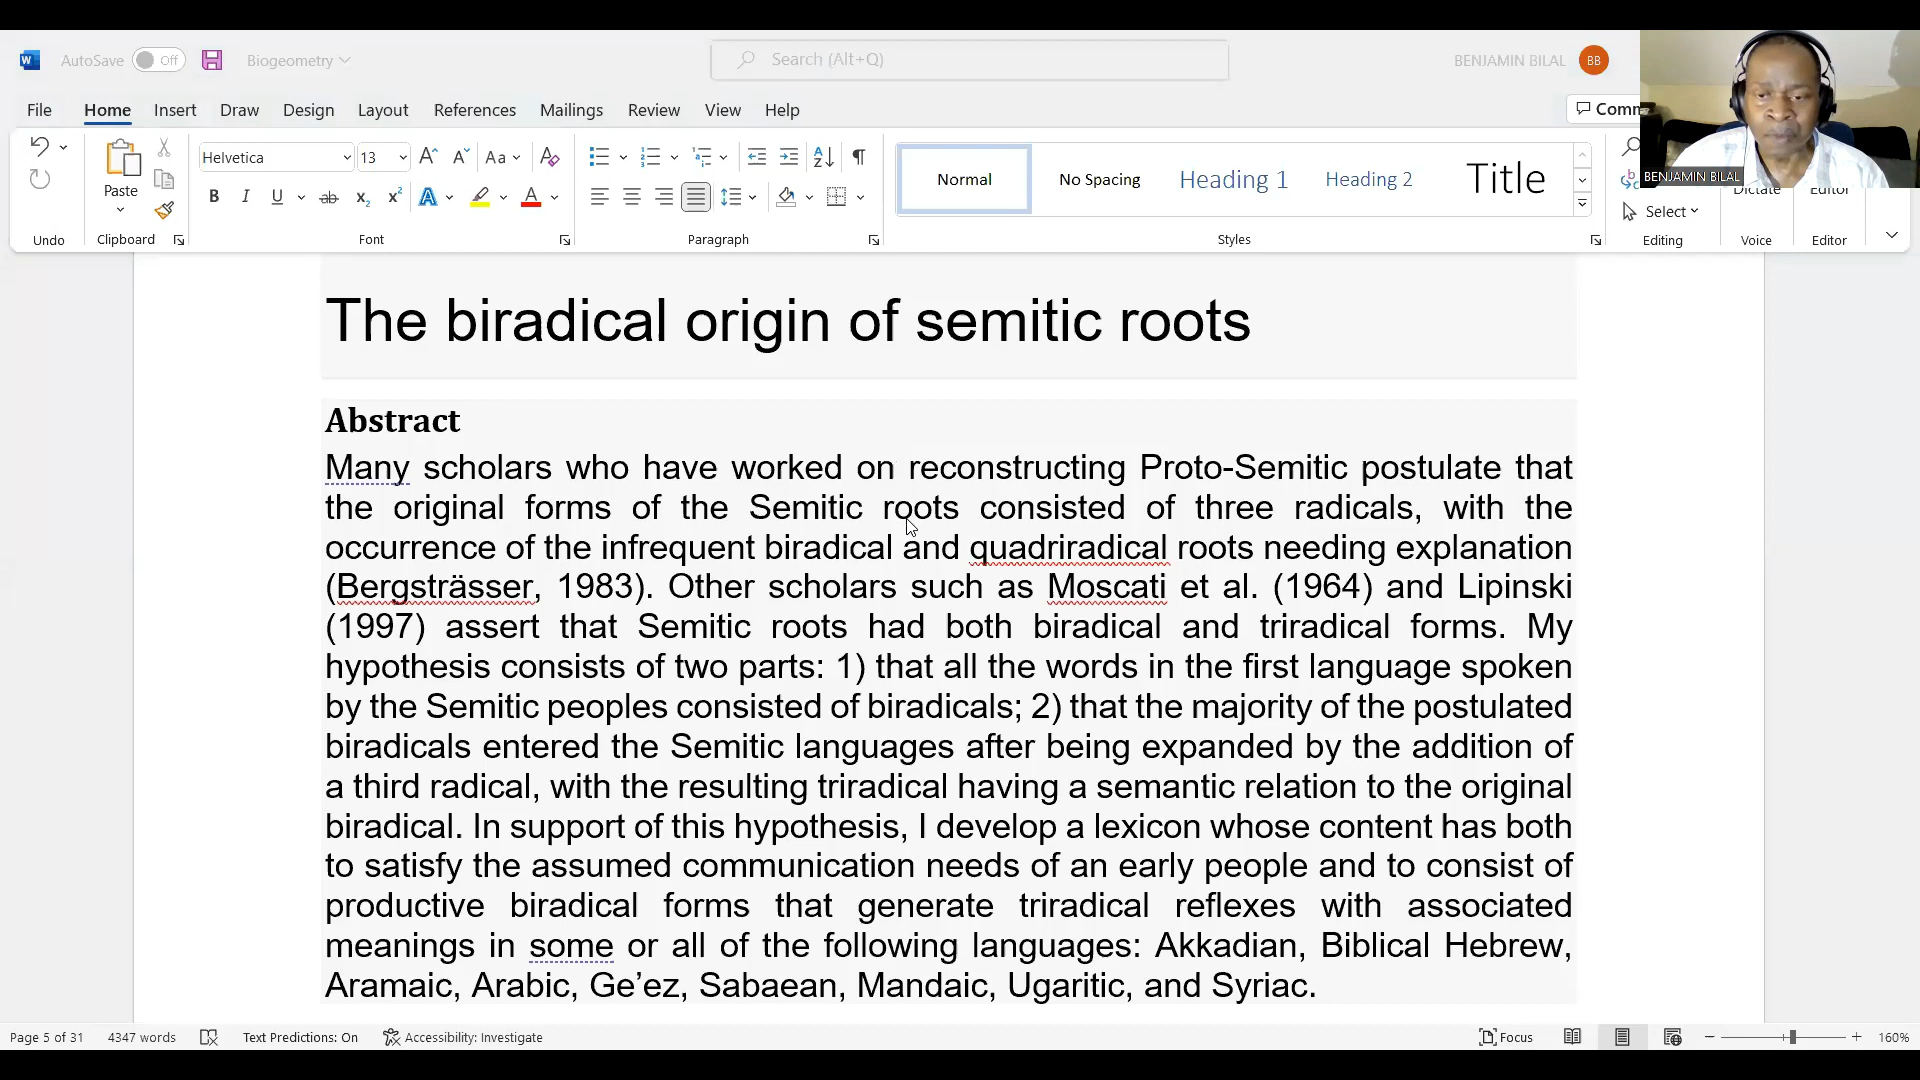 AutoSave Off Biogeometry Search (Alt+Q) BENJAMIN BILAL BB
File Home Insert Draw Design Layout References Mailings Review View Help Comm
Helvetica 13 Aa
Paste
Normal No Spacing Heading 1 Heading 2 Title
BENJAMIN BILAL
Dictate Editor
Select
Undo Clipboard Font Paragraph Styles Editing Voice Editor
The biradical origin of semitic roots
Abstract
Many scholars who have worked on reconstructing Proto-Semitic postulate that
the original forms of the Semitic roots consisted of three radicals, with the
occurrence of the infrequent biradical and quadriradical roots needing explanation
(Bergsträsser, 1983). Other scholars such as Moscati et al. (1964) and Lipinski
(1997) assert that Semitic roots had both biradical and triradical forms. My
hypothesis consists of two parts: 1) that all the words in the first language spoken
by the Semitic peoples consisted of biradicals; 2) that the majority of the postulated
biradicals entered the Semitic languages after being expanded by the addition of
a third radical, with the resulting triradical having a semantic relation to the original
biradical. In support of this hypothesis, I develop a lexicon whose content has both
to satisfy the assumed communication needs of an early people and to consist of
productive biradical forms that generate triradical reflexes with associated
meanings in some or all of the following languages: Akkadian, Biblical Hebrew,
Aramaic, Arabic, Ge’ez, Sabaean, Mandaic, Ugaritic, and Syriac.
Page 5 of 31 4347 words Text Predictions: On Accessibility: Investigate Focus 160%